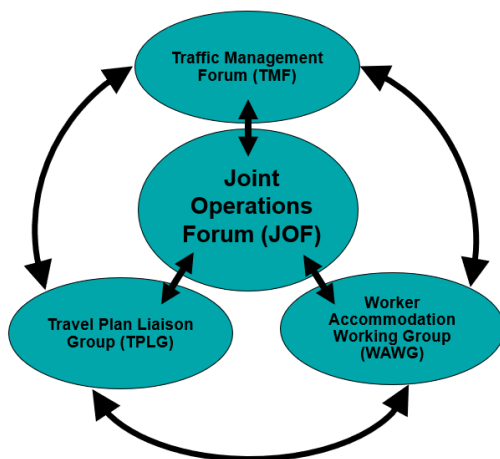 Traffic Management
Forum (TMF)
Joint
Operations
Forum (JOF)
Travel Plan Liaison
Group (TPLG)
Worker
Accommodation
Working Group
(WAWG)